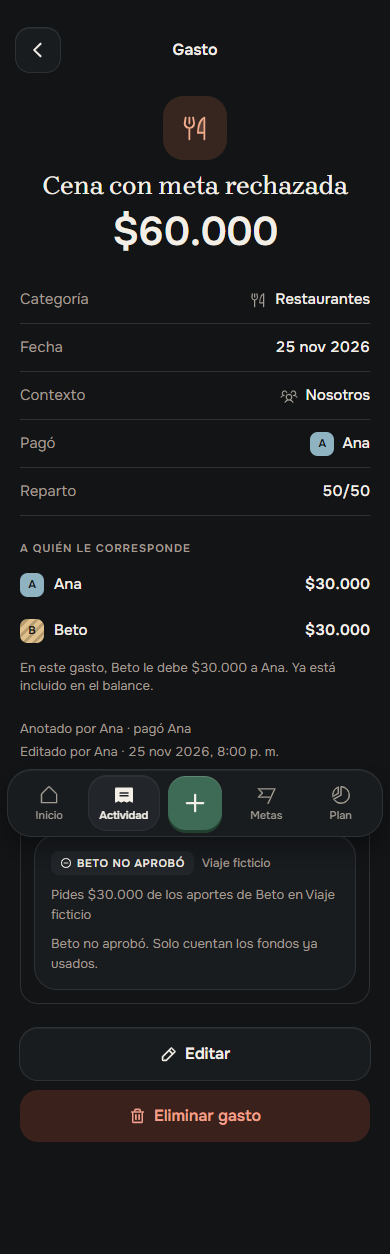 Gasto
Cena con meta rechazada
$60.000
Categoría Restaurantes
Fecha 25 nov 2026
Contexto Nosotros
Pagó A Ana
Reparto 50/50
A QUIÉN LE CORRESPONDE
A Ana $30.000
B Beto $30.000
En este gasto, Beto le debe $30.000 a Ana. Ya está
incluido en el balance.
Anotado por Ana · pagó Ana
Editado por Ana · 25 nov 2026, 8:00 p. m.
Inicio Actividad Metas Plan
BETO NO APROBÓ Viaje ficticio
Pides $30.000 de los aportes de Beto en Viaje
ficticio
Beto no aprobó. Solo cuentan los fondos ya
usados.
Editar
Eliminar gasto